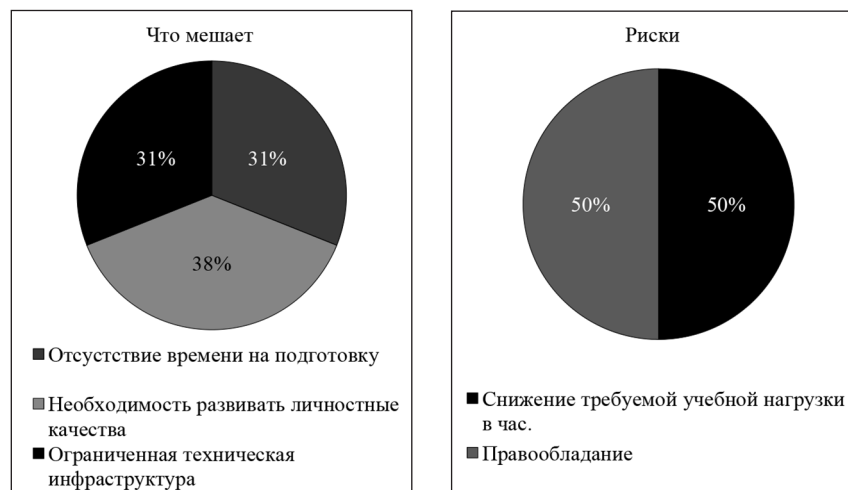 Что мешает
31%
31%
38%
Отсутствие времени на подготовку
Необходимость развивать личностные
качества
Ограниченная техническая
инфраструктура
Риски
50%
50%
Снижение требуемой учебной нагрузки
в час.
Правообладание